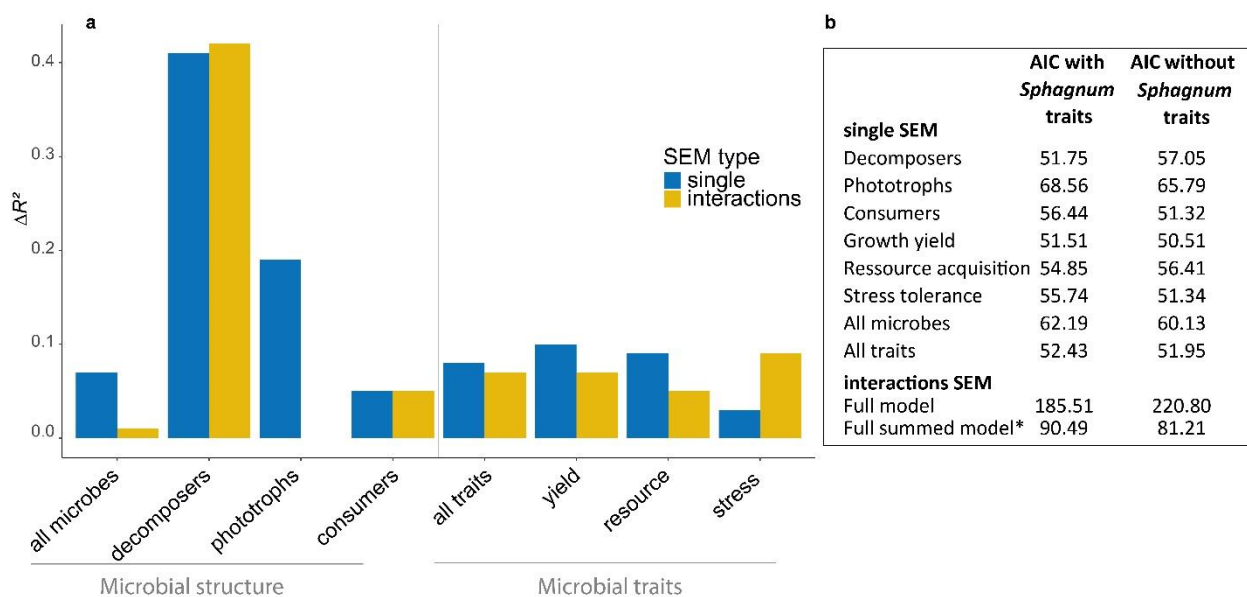 a
0.4
0.3
0.2
0.1
0.0
ΔR²
SEM type
single
interactions
all microbes
decomposers
phototrophs
consumers
all traits
yield
resource
stress
Microbial structure
Microbial traits
b
AIC with AIC without
Sphagnum Sphagnum
traits traits
single SEM
Decomposers 51.75 57.05
Phototrophs 68.56 65.79
Consumers 56.44 51.32
Growth yield 51.51 50.51
Ressource acquisition 54.85 56.41
Stress tolerance 55.74 51.34
All microbes 62.19 60.13
All traits 52.43 51.95
interactions SEM
Full model 185.51 220.80
Full summed model* 90.49 81.21